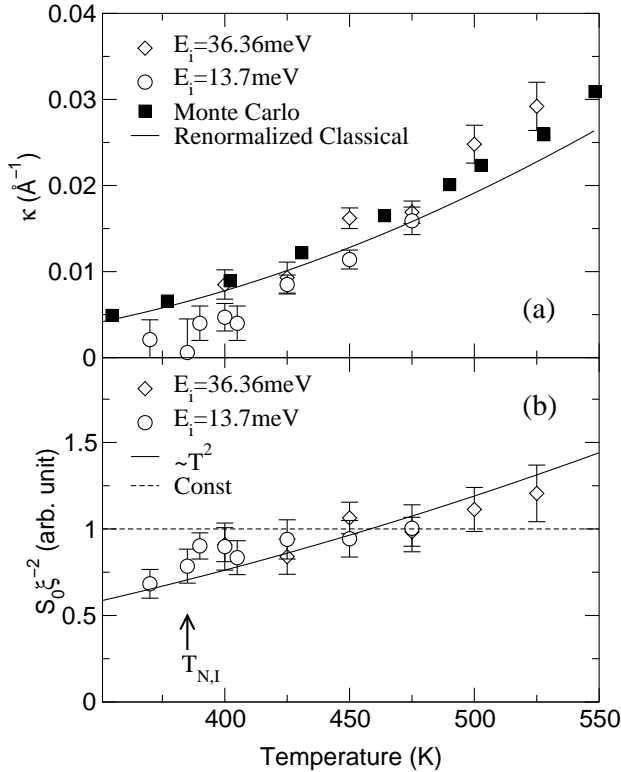 0.04
(a)
E_i=36.36meV
E_i=13.7meV
Monte Carlo
Renormalized Classical
0.03
0.02
0.01
0
κ (Å⁻¹)
(b)
E_i=36.36meV
E_i=13.7meV
~T²
Const
1.5
1
0.5
0
S₀ξ⁻² (arb. unit)
T_{N,I}
400 450 500 550
Temperature (K)